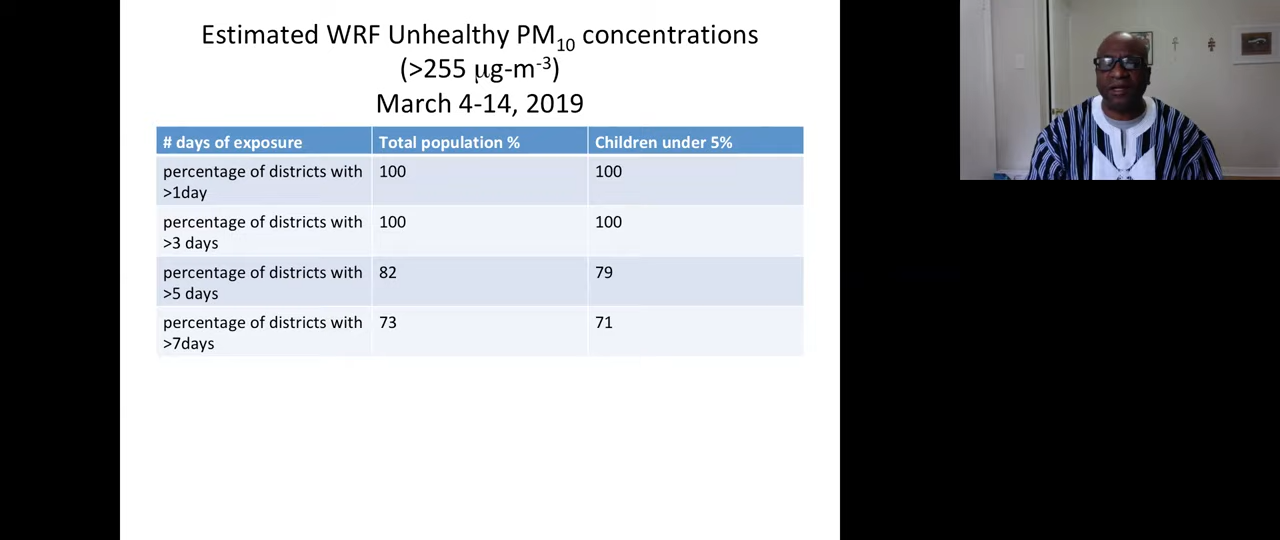 Estimated WRF Unhealthy PM₁₀ concentrations
(>255 μg-m⁻³)
March 4-14, 2019
# days of exposure Total population % Children under 5%
percentage of districts with 100 100
>1day
percentage of districts with 100 100
>3 days
percentage of districts with 82 79
>5 days
percentage of districts with 73 71
>7days